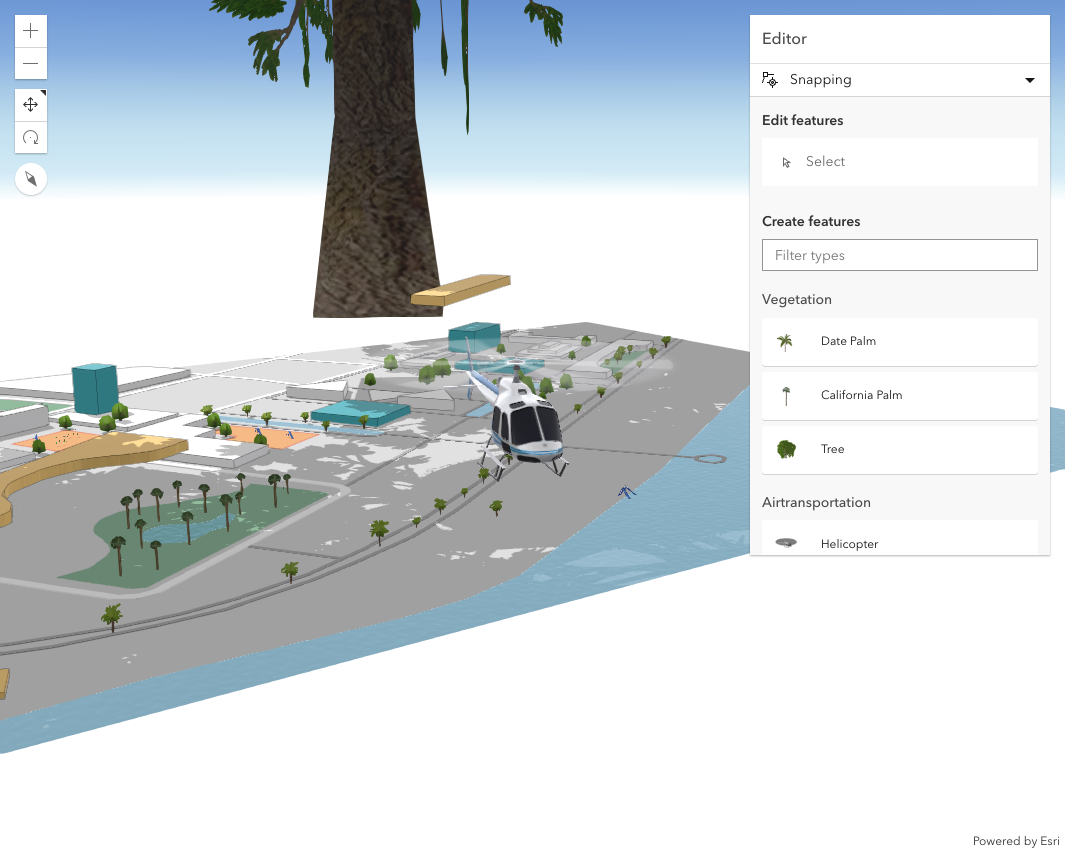 Editor
Snapping
Edit features
Select
Create features
Filter types
Vegetation
Date Palm
California Palm
Tree
Airtransportation
Helicopter
Powered by Esri